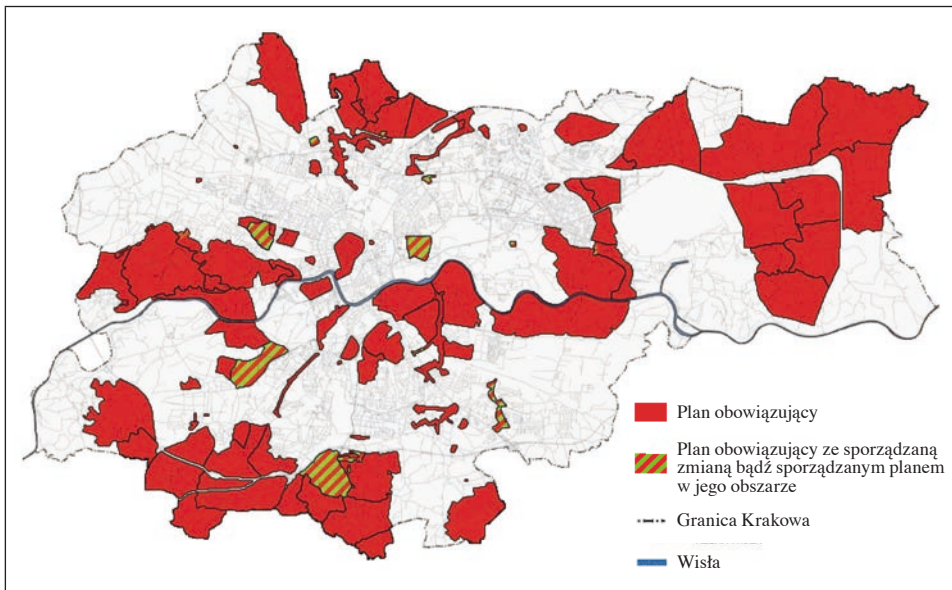 Plan obowiązujący
Plan obowiązujący ze sporządzaną
zmianą bądź sporządzanym planem
w jego obszarze
Granica Krakowa
Wisła